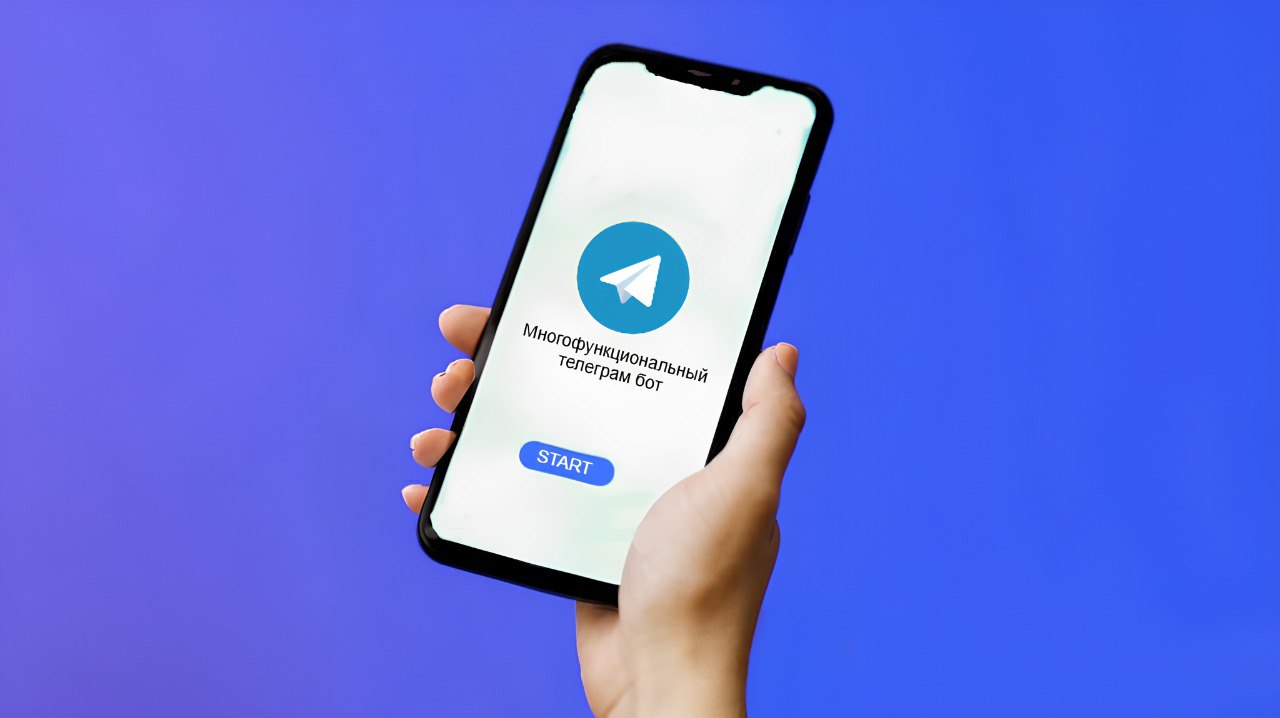 Многофункциональный
телеграм бот
START